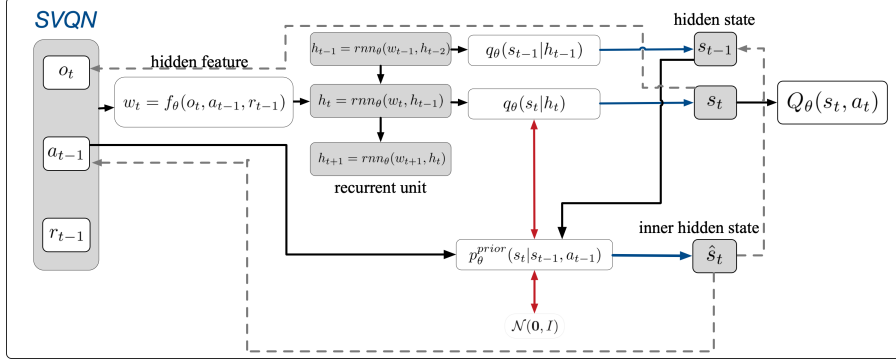 SVQN
hidden state
o_t
hidden feature
w_t = f_θ(o_t, a_{t-1}, r_{t-1})
h_{t-1} = rnn_θ(w_{t-1}, h_{t-2})
q_θ(s_{t-1}|h_{t-1})
s_{t-1}
h_t = rnn_θ(w_t, h_{t-1})
q_θ(s_t|h_t)
s_t
Q_θ(s_t, a_t)
a_{t-1}
h_{t+1} = rnn_θ(w_{t+1}, h_t)
recurrent unit
r_{t-1}
inner hidden state
p_θ^{prior}(s_t|s_{t-1}, a_{t-1})
ŝ_t
𝒩(𝟎, I)